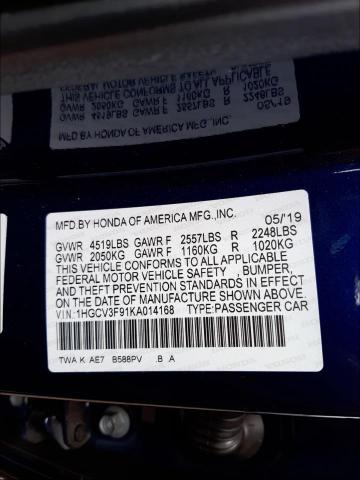 MFD.BY HONDA OF AMERICA MFG.,INC. 05/'19
GVWR 4519LBS GAWR F 2557LBS R 2248LBS
GVWR 2050KG GAWR F 1160KG R 1020KG
THIS VEHICLE CONFORMS TO ALL APPLICABLE
FEDERAL MOTOR VEHICLE SAFETY , BUMPER,
AND THEFT PREVENTION STANDARDS IN EFFECT
ON THE DATE OF MANUFACTURE SHOWN ABOVE.
V I N :1HGCV3F91KA014168 TYPE:PASSENGER CAR
TWA K AE7 B588PV .B A